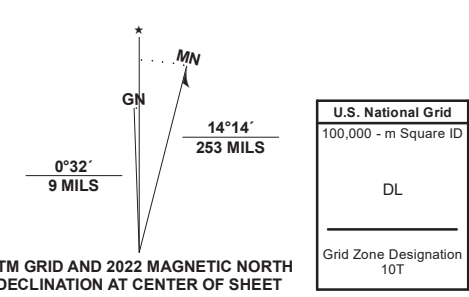 ★
MN
GN
14°14´
253 MILS
0°32´
9 MILS
TM GRID AND 2022 MAGNETIC NORTH
DECLINATION AT CENTER OF SHEET
U.S. National Grid
100,000 - m Square ID
DL
Grid Zone Designation
10T